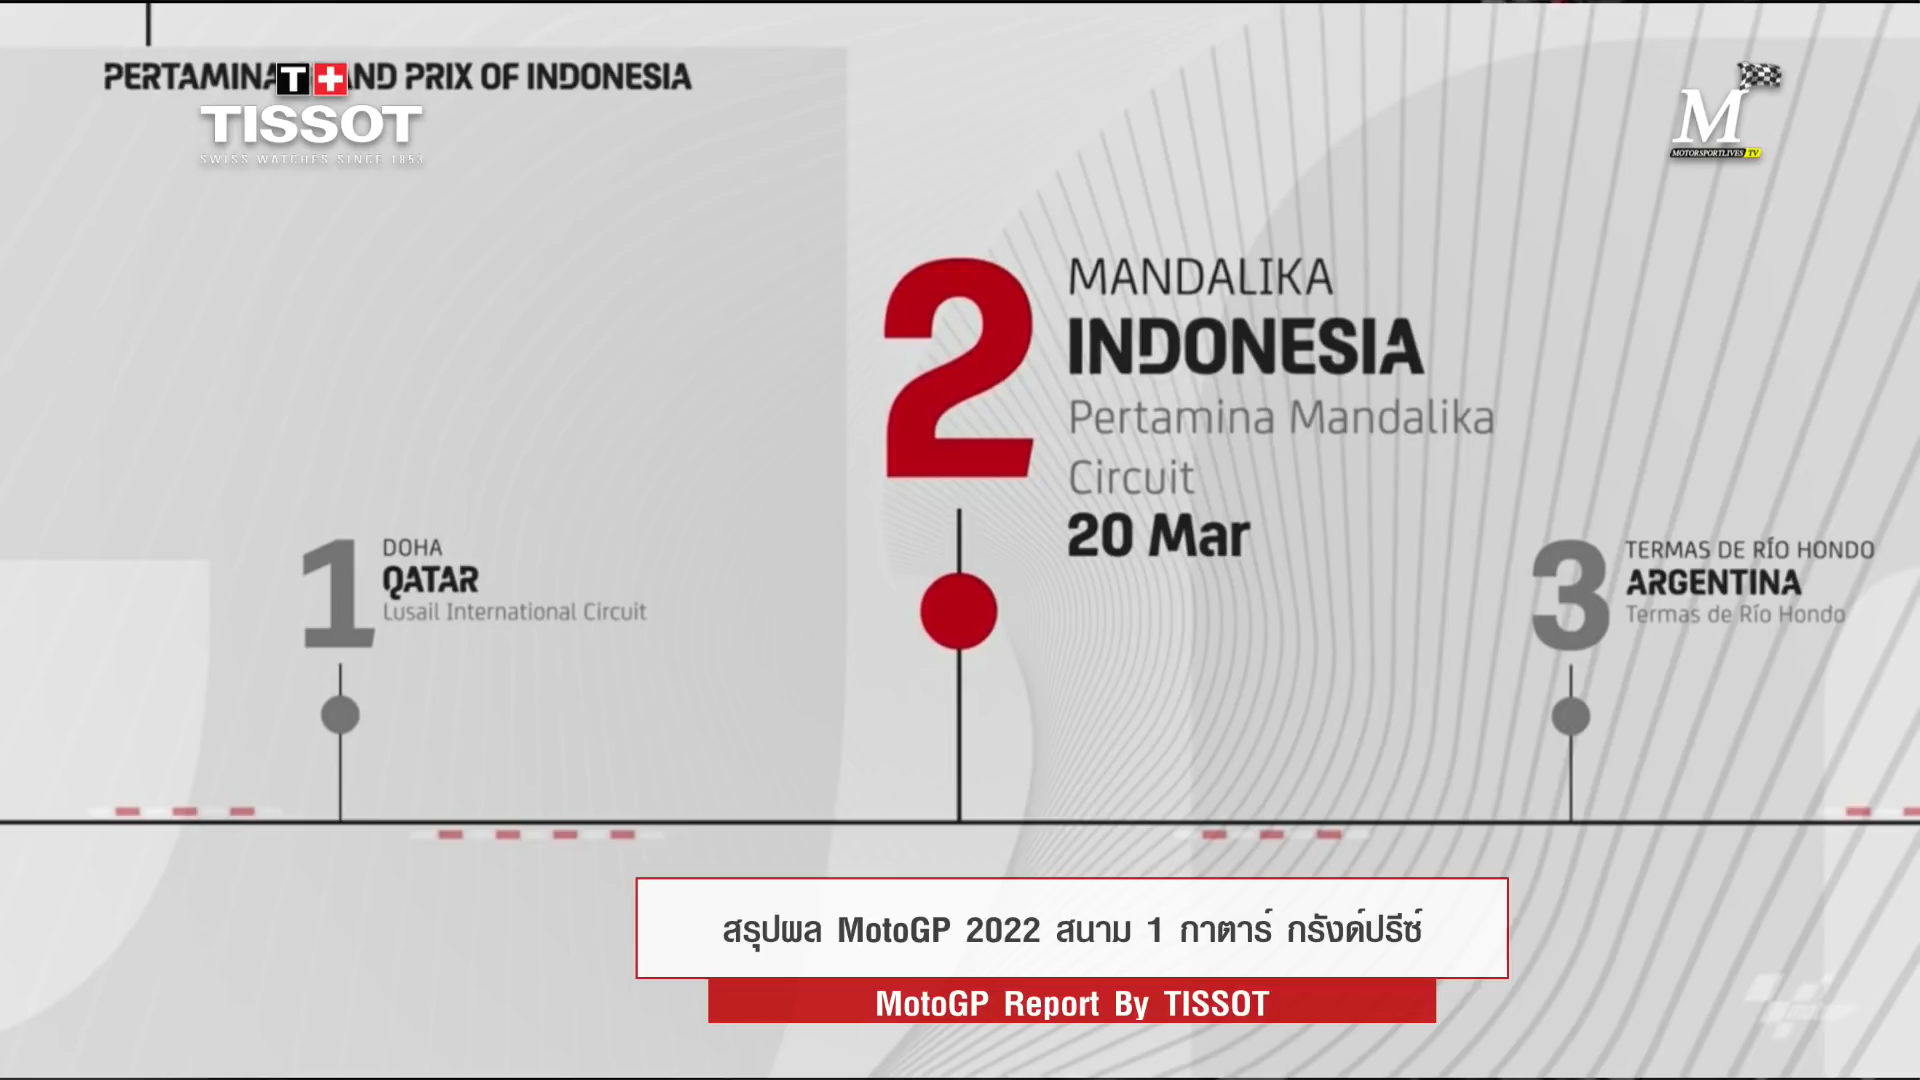 PERTAMINA AND PRIX OF INDONESIA
T+
TISSOT
SWISS WATCHES SINCE 1853
M
MOTORSPORTLIVES TV
2
MANDALIKA
INDONESIA
Pertamina Mandalika
Circuit
20 Mar
1
DOHA
QATAR
Lusail International Circuit
3
TERMAS DE RÍO HONDO
ARGENTINA
Termas de Río Hondo
สรุปผล MotoGP 2022 สนาม 1 กาตาร์ กรังด์ปรีซ์
MotoGP Report By TISSOT